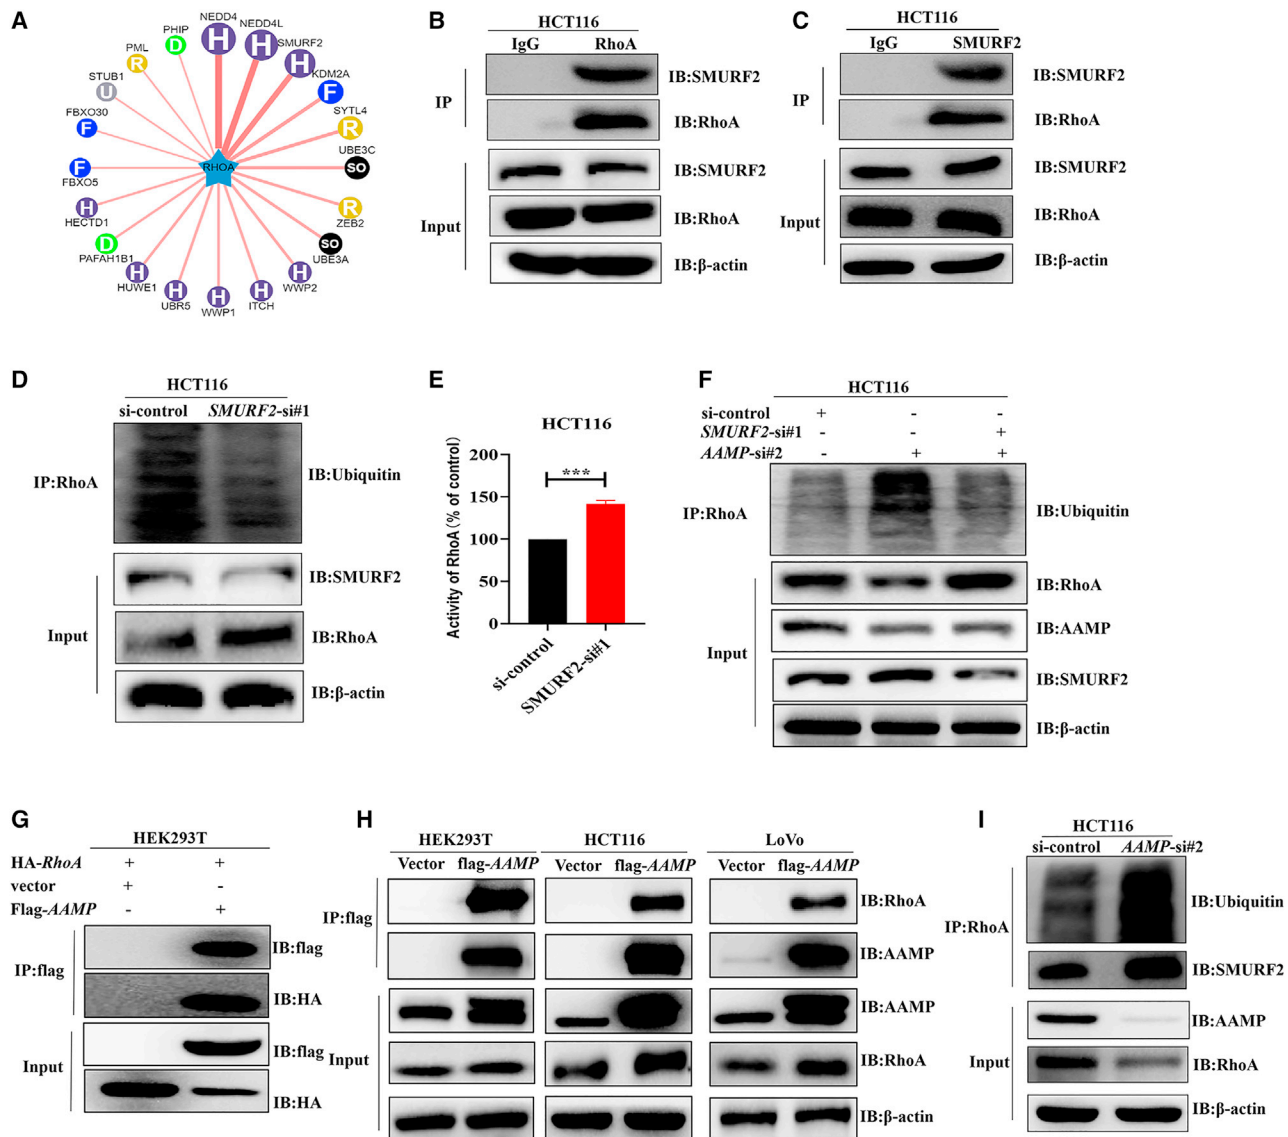 A
NEDD4
NEDD4L
SMURF2
KDM2A
SYTL4
UBE3C
ZEB2
UBE3A
WWP2
ITCH
WWP1
UBR5
HUWE1
PAFAH1B1
HECTD1
FBXO5
FBXO30
STUB1
PML
PHIP
RHOA
H
H
H
F
R
SO
R
SO
H
H
H
H
H
D
H
F
F
U
R
D
B
HCT116
IgG RhoA
IP
IB:SMURF2
IB:RhoA
Input
IB:SMURF2
IB:RhoA
IB:β-actin
C
HCT116
IgG SMURF2
IP
IB:SMURF2
IB:RhoA
Input
IB:SMURF2
IB:RhoA
IB:β-actin
D
HCT116
si-control SMURF2-si#1
IP:RhoA
IB:Ubiquitin
Input
IB:SMURF2
IB:RhoA
IB:β-actin
E
HCT116
Activity of RhoA(% of control)
200
150
100
50
0
***
si-control
SMURF2-si#1
F
HCT116
si-control + - -
SMURF2-si#1 - - +
AAMP-si#2 - + +
IP:RhoA
IB:Ubiquitin
Input
IB:RhoA
IB:AAMP
IB:SMURF2
IB:β-actin
G
HEK293T
HA-RhoA + +
vector + -
Flag-AAMP - +
IP:flag
IB:flag
IB:HA
Input
IB:flag
IB:HA
H
HEK293T HCT116 LoVo
Vector flag-AAMP Vector flag-AAMP Vector flag-AAMP
IP:flag
IB:RhoA
IB:AAMP
Input
IB:AAMP
IB:RhoA
IB:β-actin
I
HCT116
si-control AAMP-si#2
IP:RhoA
IB:Ubiquitin
IB:SMURF2
Input
IB:AAMP
IB:RhoA
IB:β-actin